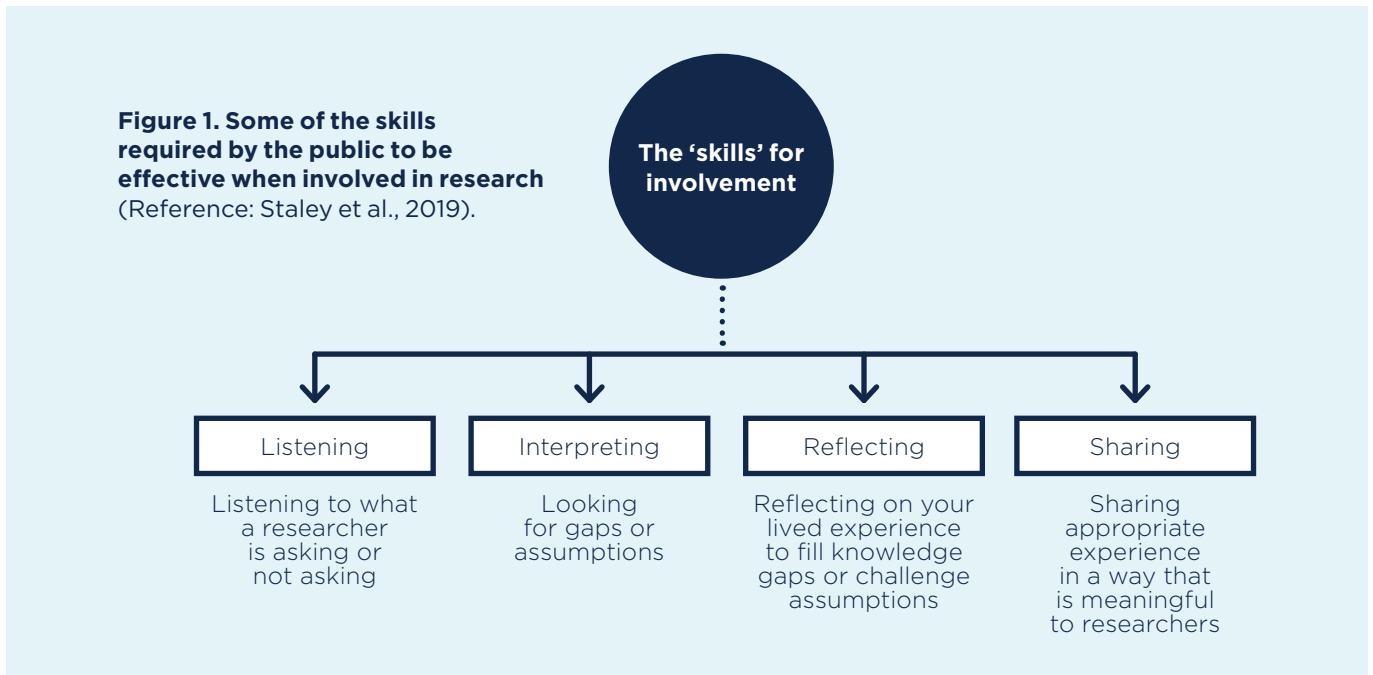 Figure 1. Some of the skills
required by the public to be
effective when involved in research
(Reference: Staley et al., 2019).
The ‘skills’ for
involvement
Listening
Listening to what
a researcher
is asking or
not asking
Interpreting
Looking
for gaps or
assumptions
Reflecting
Reflecting on your
lived experience
to fill knowledge
gaps or challenge
assumptions
Sharing
Sharing
appropriate
experience
in a way that
is meaningful
to researchers